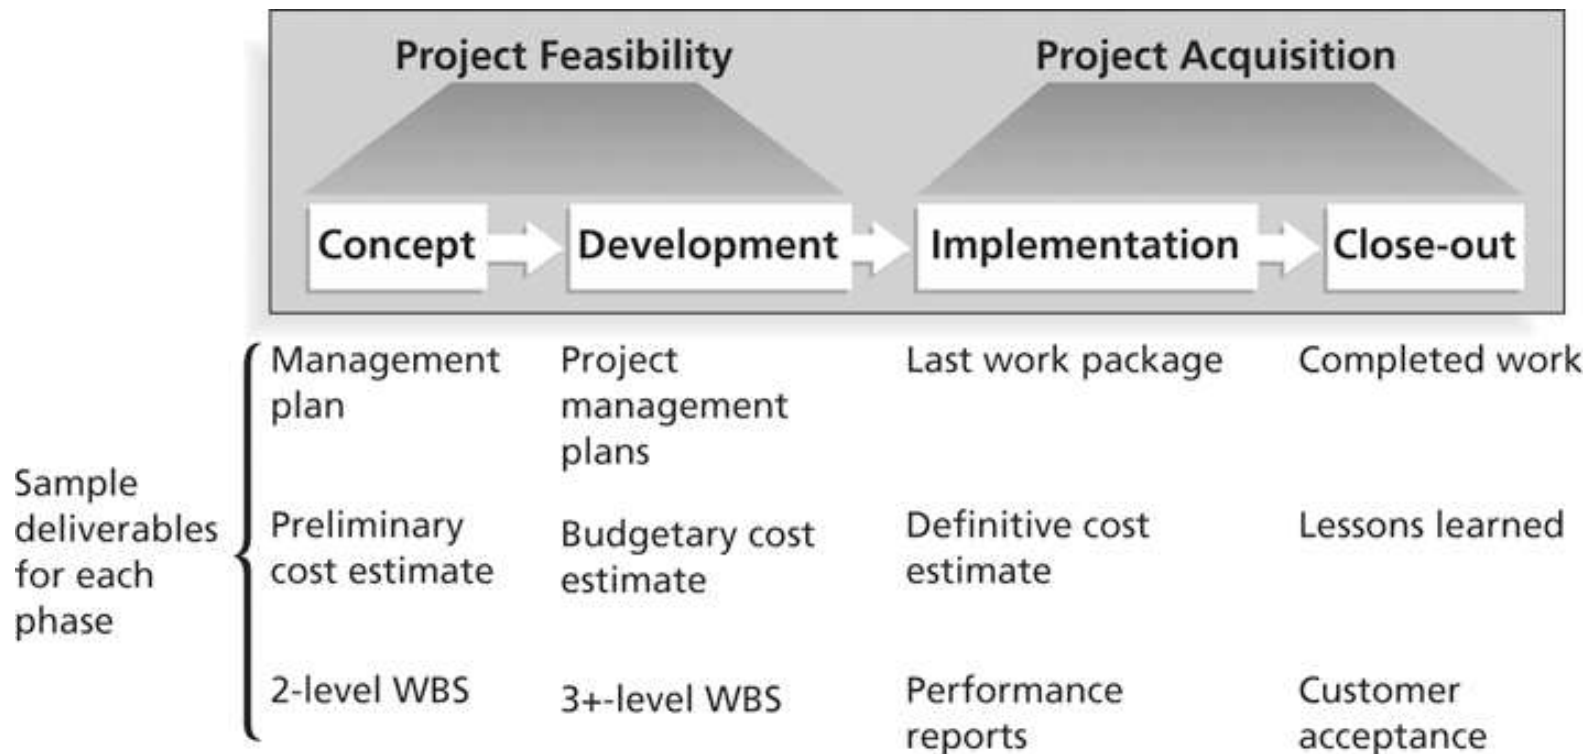 Project Feasibility
Project Acquisition
Concept
Development
Implementation
Close-out
Sample
deliverables
for each
phase
Management
plan
Project
management
plans
Last work package
Completed work
Preliminary
cost estimate
Budgetary cost
estimate
Definitive cost
estimate
Lessons learned
2-level WBS
3+-level WBS
Performance
reports
Customer
acceptance